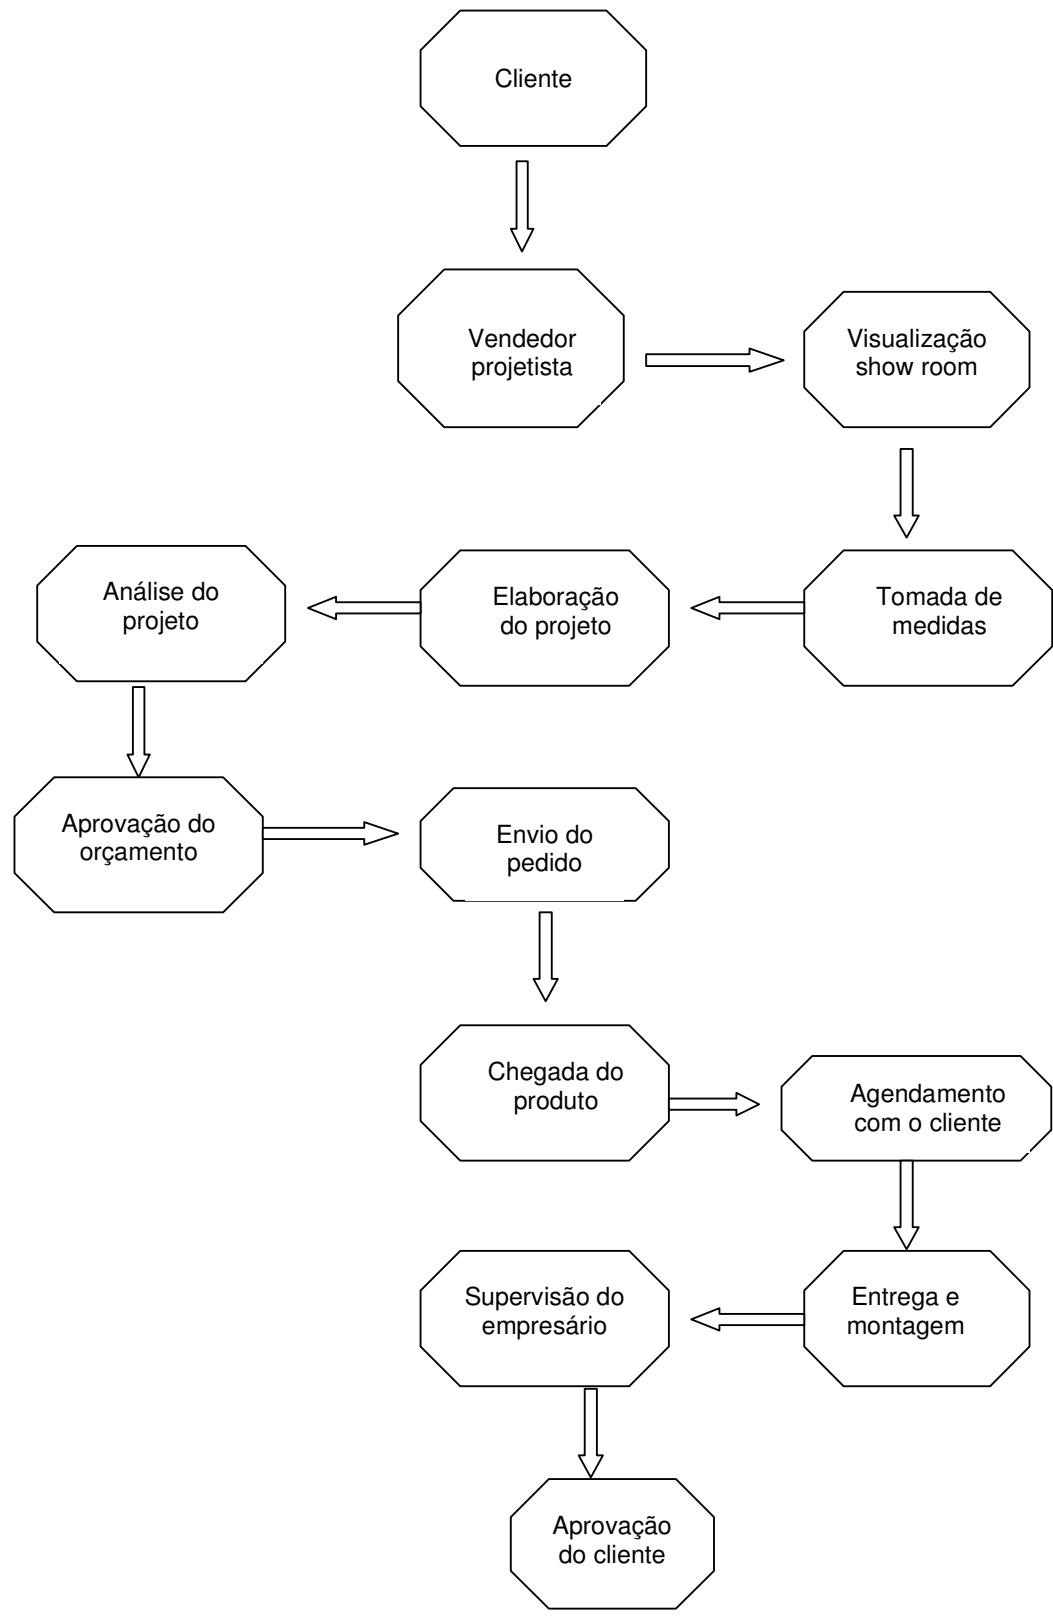 Cliente
Vendedor
projetista
Visualização
show room
Tomada de
medidas
Elaboração
do projeto
Análise do
projeto
Aprovação do
orçamento
Envio do
pedido
Chegada do
produto
Agendamento
com o cliente
Entrega e
montagem
Supervisão do
empresário
Aprovação
do cliente